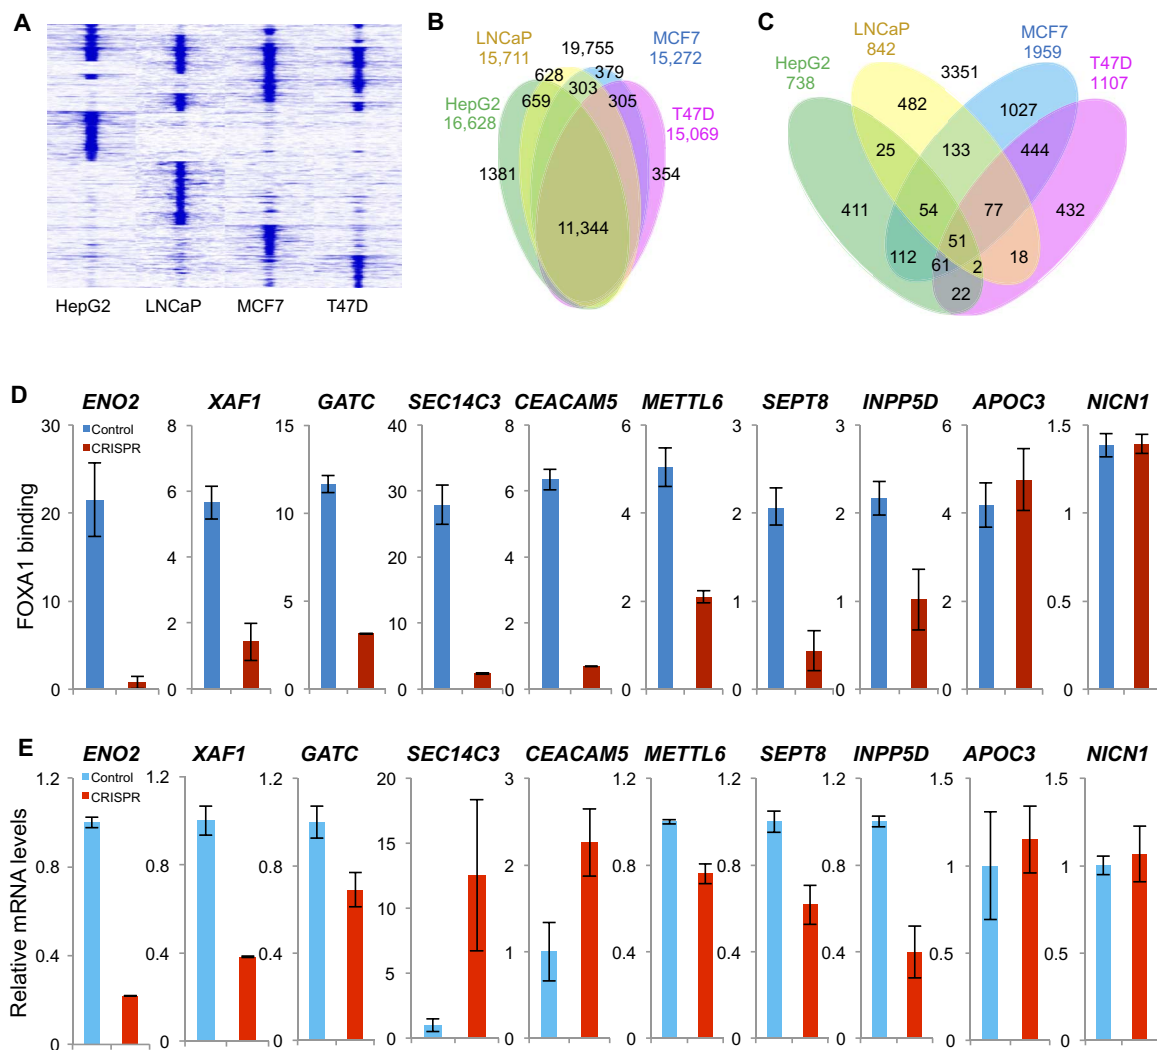 A
HepG2 LNCaP MCF7 T47D
B
LNCaP
15,711
19,755
MCF7
15,272
HepG2
16,628
T47D
15,069
628
379
303
659
305
1381
354
11,344
C
LNCaP
842
3351
MCF7
1959
HepG2
738
T47D
1107
482
1027
25
133
444
411
54
77
432
51
112
61
2
18
22
D
ENO2 XAF1 GATC SEC14C3 CEACAM5 METTL6 SEPT8 INPP5D APOC3 NICN1
Control
CRISPR
FOXA1 binding
30 8 15 40 8 6 3 3 6 1.5
20 6 10 30 6 4 2 2 4 1
10 4 5 20 4 2 1 1 2 0.5
0 2 0 10 2 0 0 0 0 0
0 0 0
E
ENO2 XAF1 GATC SEC14C3 CEACAM5 METTL6 SEPT8 INPP5D APOC3 NICN1
Control
CRISPR
Relative mRNA levels
1.2 1.2 1.2 20 3 1.2 1.2 1.2 1.5 1.5
0.8 0.8 0.8 15 2 0.8 0.8 0.8 1 1
0.4 0.4 0.4 10 1 0.4 0.4 0.4 0.5 0.5
0 0 0 5 0 0 0 0 0 0
0